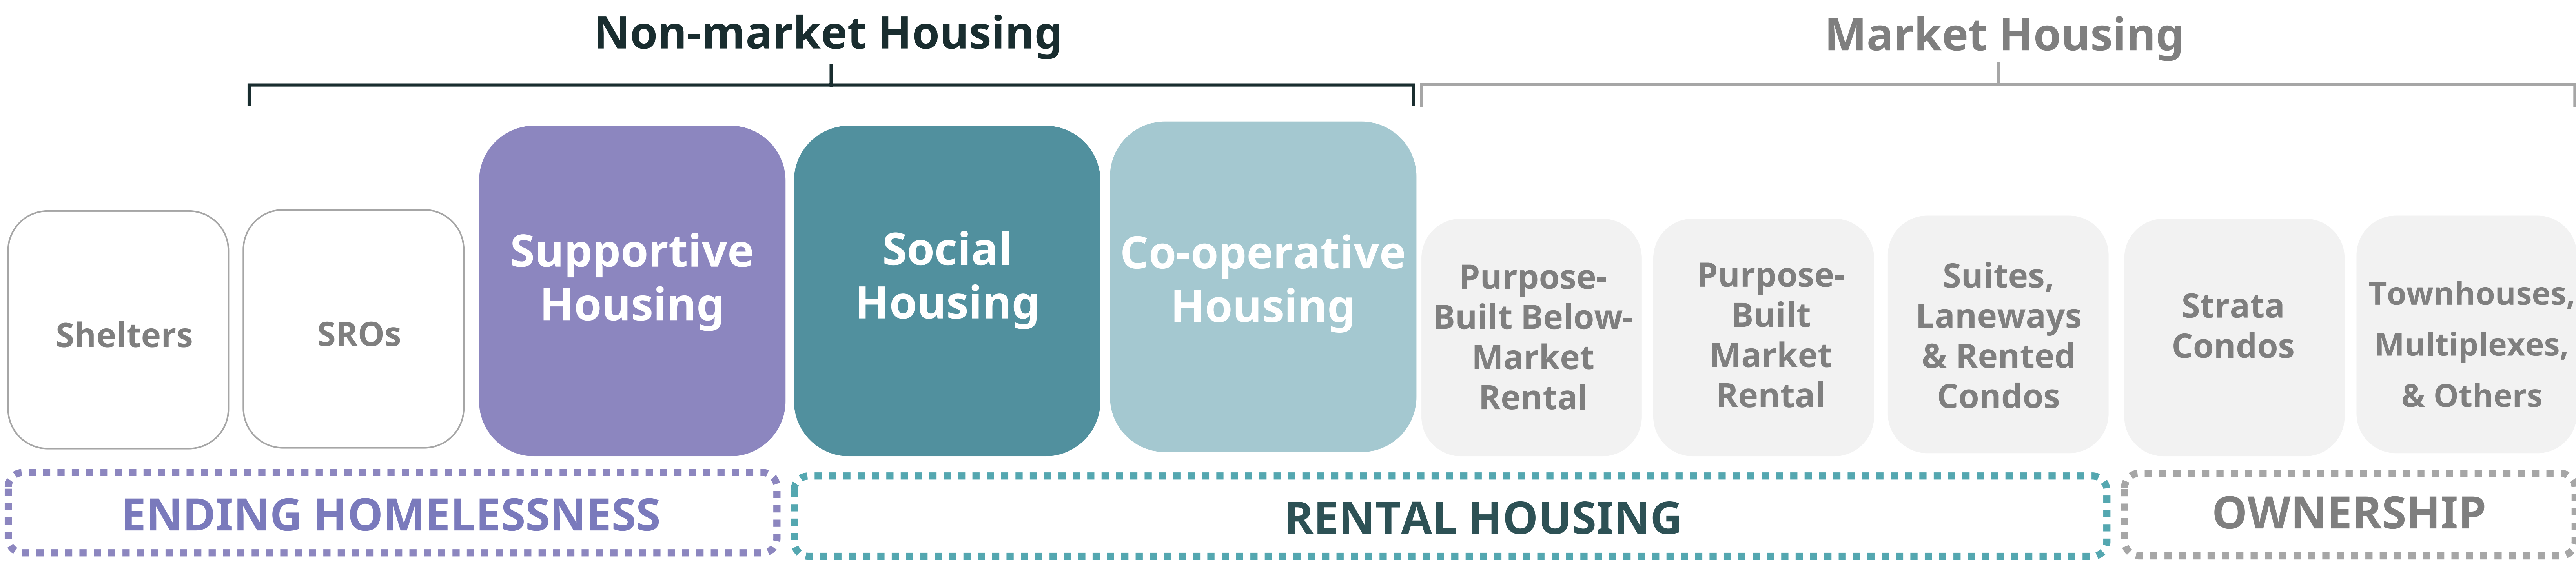 Non-market Housing
Market Housing
Shelters
SROs
Supportive
Housing
Social
Housing
Co-operative
Housing
Purpose-
Built Below-
Market
Rental
Purpose-
Built
Market
Rental
Suites,
Laneways
& Rented
Condos
Strata
Condos
Townhouses,
Multiplexes,
& Others
ENDING HOMELESSNESS
RENTAL HOUSING
OWNERSHIP